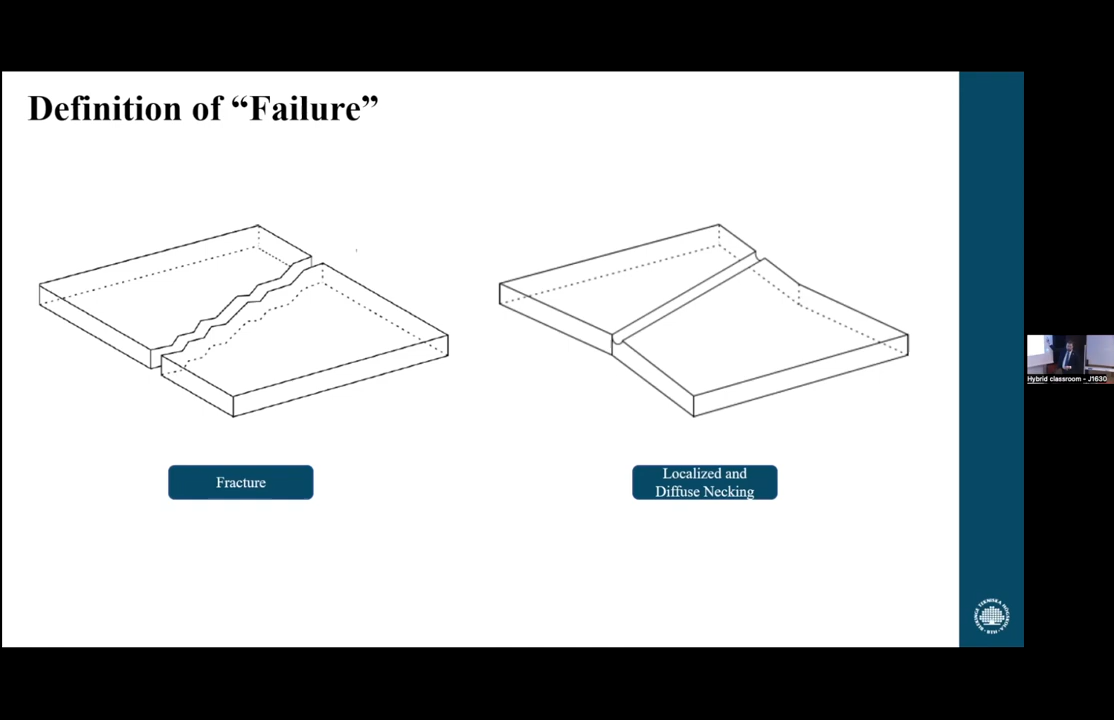 Definition of “Failure”
Fracture
Localized and
Diffuse Necking
Hybrid classroom - J1630